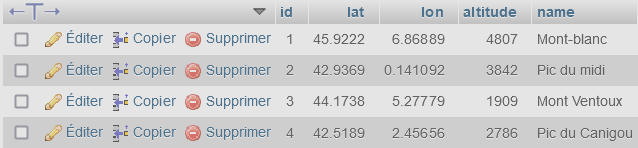 id lat lon altitude name
Éditer Copier Supprimer 1 45.9222 6.86889 4807 Mont-blanc
Éditer Copier Supprimer 2 42.9369 0.141092 3842 Pic du midi
Éditer Copier Supprimer 3 44.1738 5.27779 1909 Mont Ventoux
Éditer Copier Supprimer 4 42.5189 2.45656 2786 Pic du Canigou